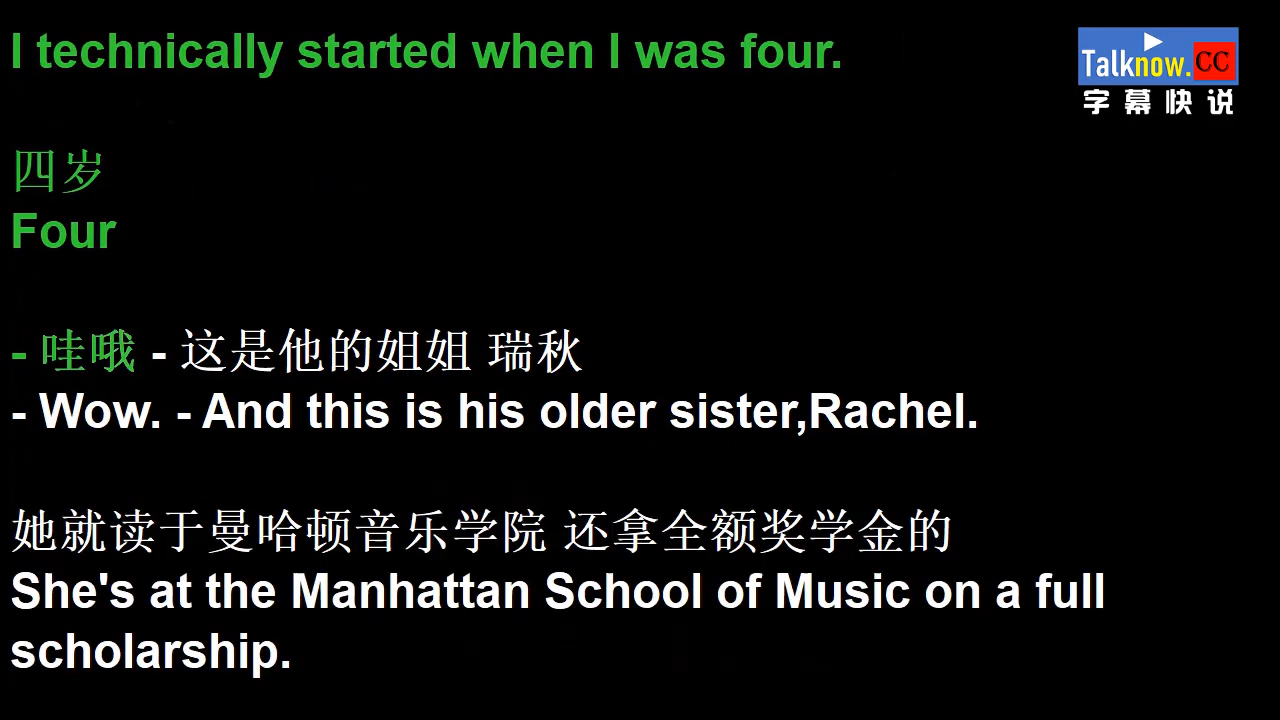 I technically started when I was four.
Talknow.CC
字幕快说
四岁
Four
- 哇哦 - 这是他的姐姐 瑞秋
- Wow. - And this is his older sister,Rachel.
她就读于曼哈顿音乐学院 还拿全额奖学金的
She's at the Manhattan School of Music on a full
scholarship.